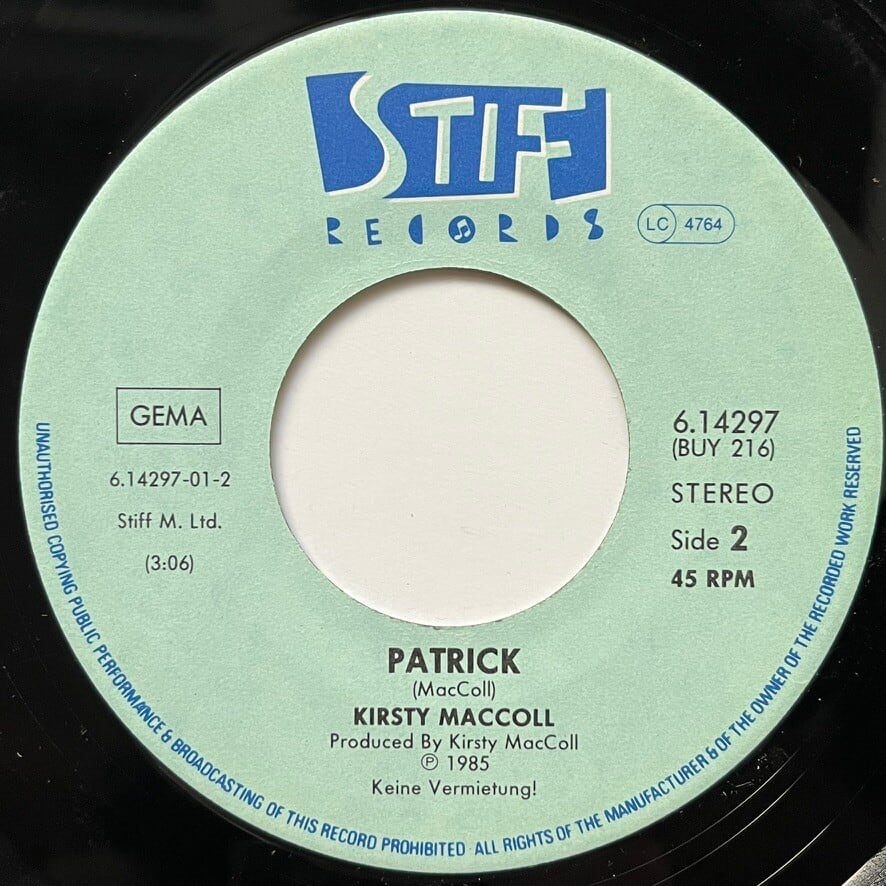 STIFF
RECORDS
LC 4764
GEMA
6.14297-01-2
Stiff M. Ltd.
(3:06)
6.14297
(BUY 216)
STEREO
Side 2
45 RPM
PATRICK
(MacColl)
KIRSTY MACCOLL
Produced By Kirsty MacColl
℗ 1985
Keine Vermietung!
UNAUTHORISED COPYING PUBLIC PERFORMANCE & BROADCASTING OF THIS RECORD PROHIBITED ALL RIGHTS OF THE MANUFACTURER & OF THE OWNER OF THE RECORDED WORK RESERVED